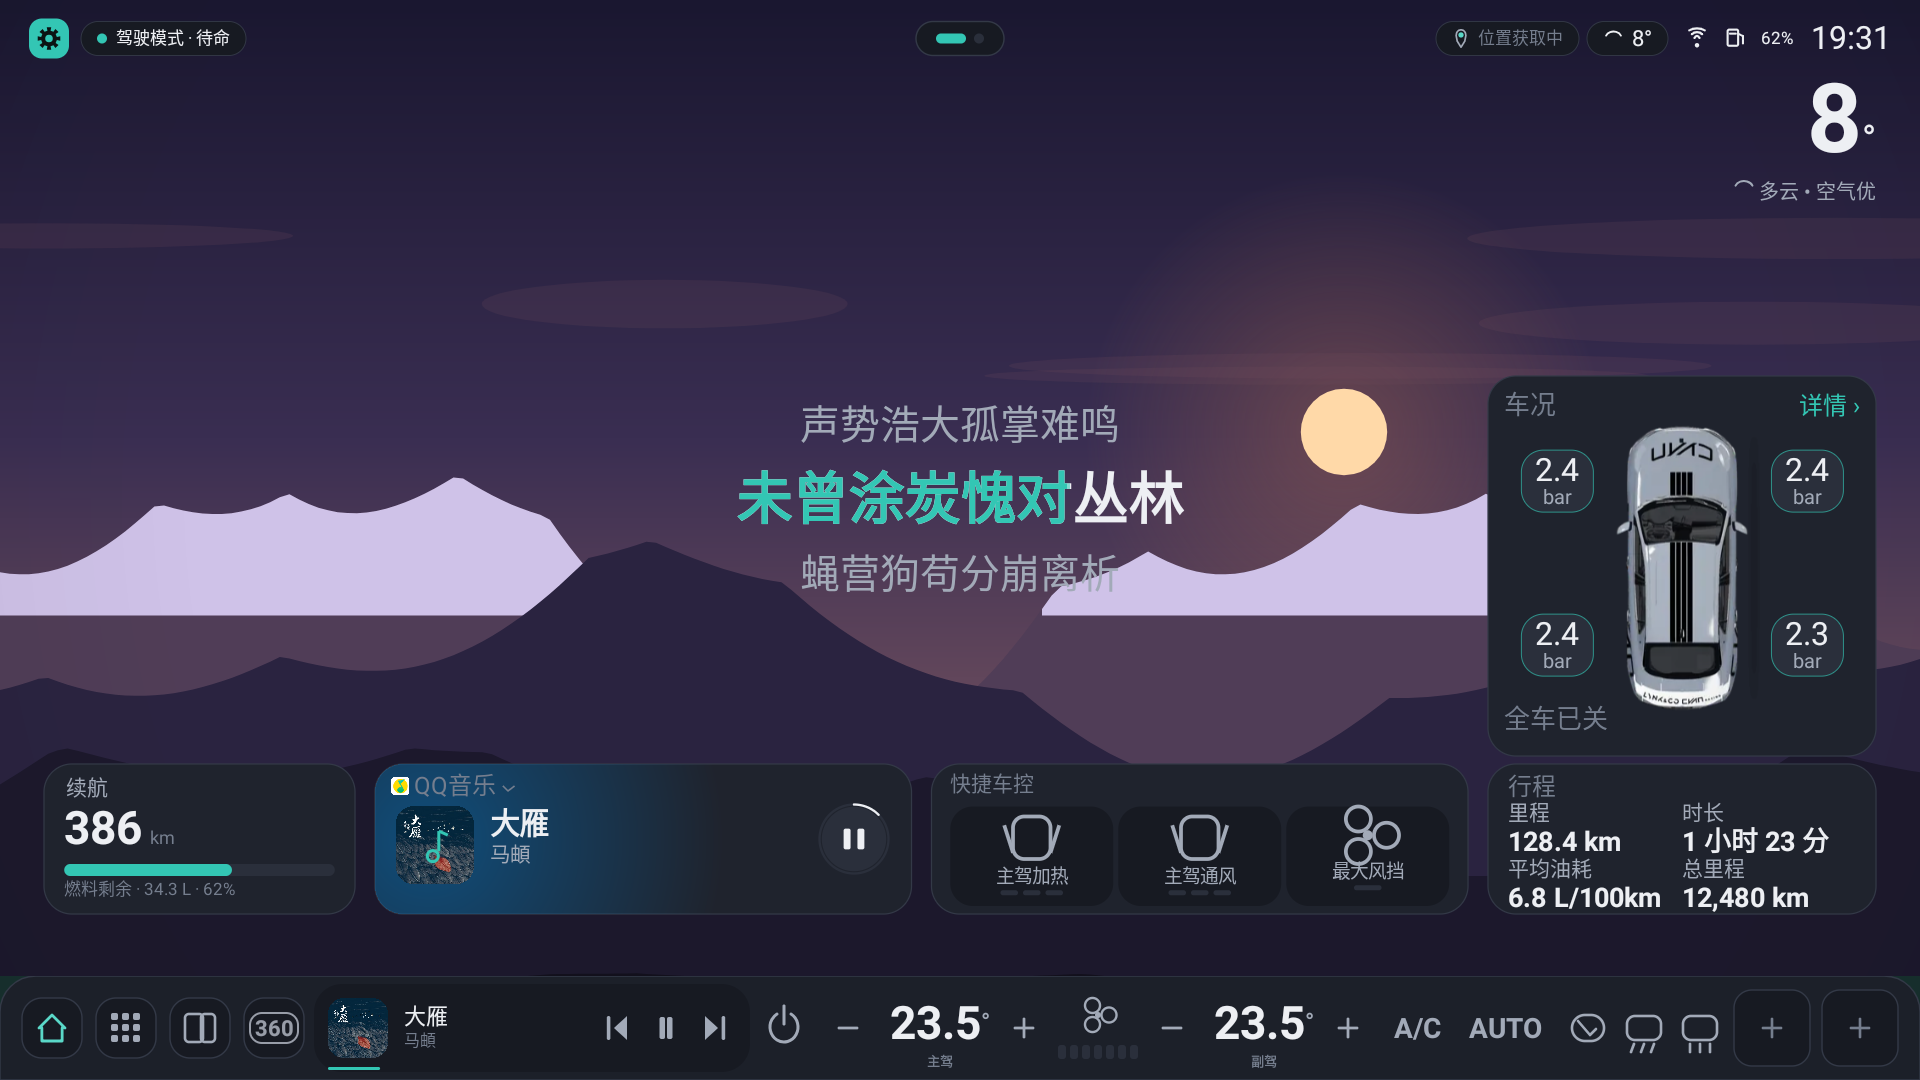 驾驶模式 · 待命
位置获取中
8°
62%
19:31
8°
多云 • 空气优
声势浩大孤掌难鸣
未曾涂炭愧对丛林
蝇营狗苟分崩离析
车况
详情 ›
2.4
bar
2.4
bar
2.4
bar
2.3
bar
全车已关
续航
386 km
燃料剩余 · 34.3 L · 62%
QQ音乐
大雁
马頔
快捷车控
主驾加热
主驾通风
最大风挡
行程
里程
128.4 km
时长
1 小时 23 分
平均油耗
6.8 L/100km
总里程
12,480 km
360
大雁
马頔
23.5°
主驾
23.5°
副驾
A/C
AUTO